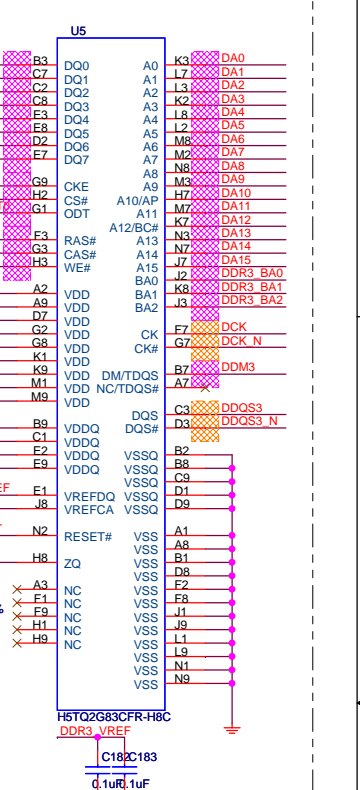 U5
B3 DQ0 A0 K3 DA0
C7 DQ1 A1 L7 DA1
C2 DQ2 A2 L3 DA2
C8 DQ3 A3 K2 DA3
E3 DQ4 A4 L8 DA4
E8 DQ5 A5 L2 DA5
D2 DQ6 A6 M8 DA6
E7 DQ7 A7 M2 DA7
A8 N8 DA8
G9 CKE A9 M3 DA9
H2 CS# A10/AP H7 DA10
G1 ODT A11 M7 DA11
A12/BC# K7 DA12
F3 RAS# A13 N3 DA13
G3 CAS# A14 N7 DA14
H3 WE# A15 J7 DA15
BA0 J2 DDR3_BA0
A2 VDD BA1 K8 DDR3_BA1
A9 VDD BA2 J3 DDR3_BA2
D7 VDD
G2 VDD CK F7 DCK
G8 VDD CK# G7 DCK_N
K1 VDD
K9 VDD DM/TDQS B7 DDM3
M1 VDD NC/TDQS# A7
M9 VDD
DQS C3 DDQS3
B9 VDDQ DQS# D3 DDQS3_N
C1 VDDQ
E2 VDDQ VSSQ B2
E9 VDDQ VSSQ B8
VSSQ C9
E1 VREFDQ VSSQ D1
J8 VREFCA VSSQ D9
N2 RESET# VSS A1
VSS A8
H8 ZQ VSS B1
VSS D8
A3 NC VSS F2
F1 NC VSS F8
F9 NC VSS J1
H1 NC VSS J9
H9 NC VSS L1
VSS L9
VSS N1
VSS N9
H5TQ2G83CFR-H8C
DDR3_VREF
C182 C183
0.1uF 0.1uF